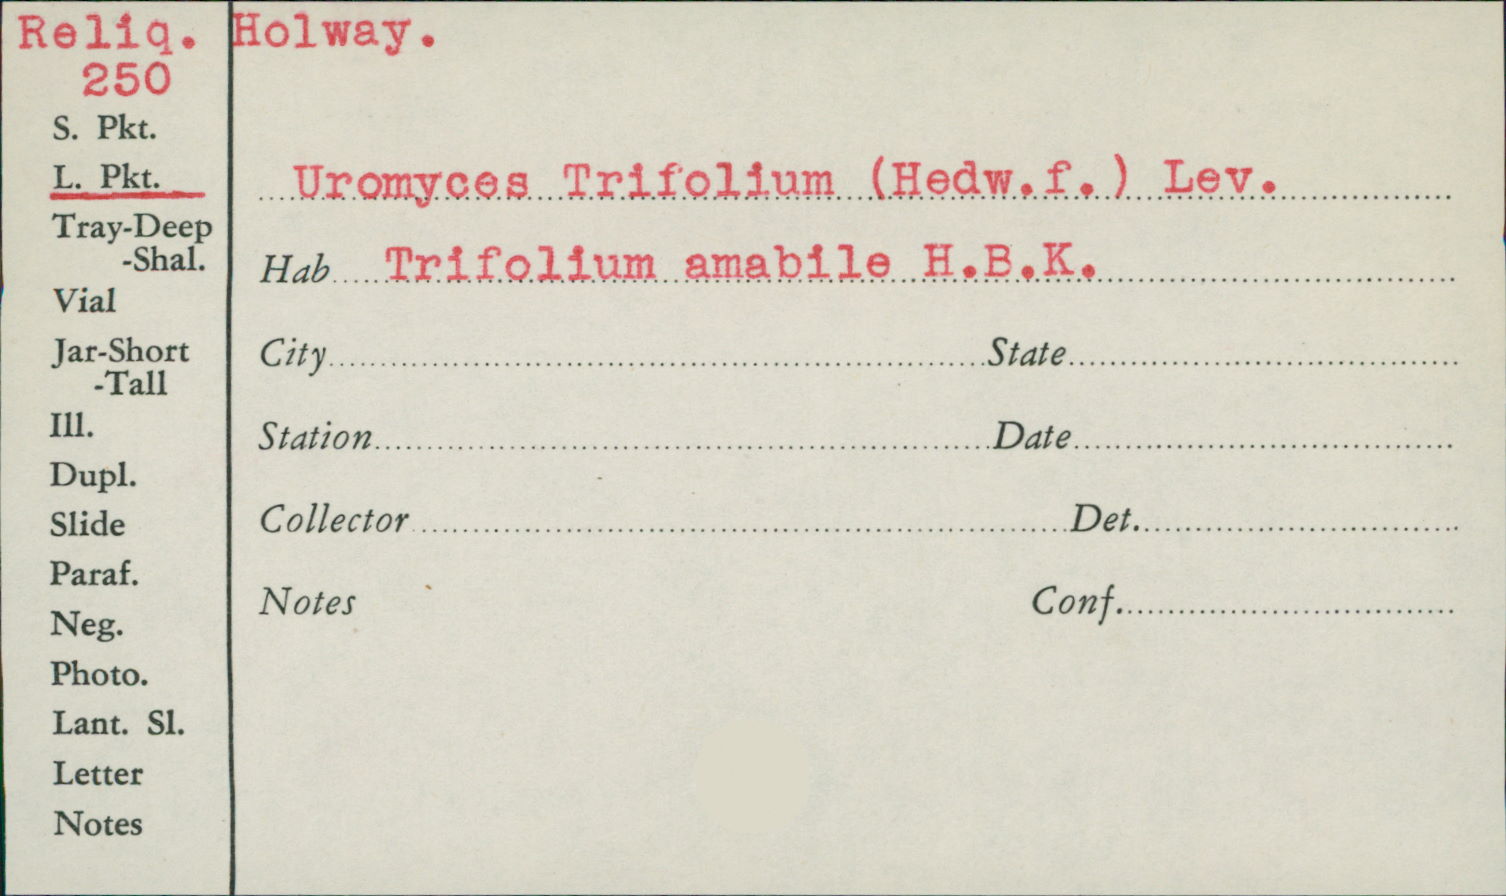 Reliq. Holway.
250
S. Pkt.
L. Pkt.
Tray-Deep
-Shal.
Vial
Jar-Short
-Tall
Ill.
Dupl.
Slide
Paraf.
Neg.
Photo.
Lant. Sl.
Letter
Notes
Uromyces Trifolium (Hedw.f.) Lev.
Hab Trifolium amabile H.B.K.
City State
Station Date
Collector Det.
Notes Conf.